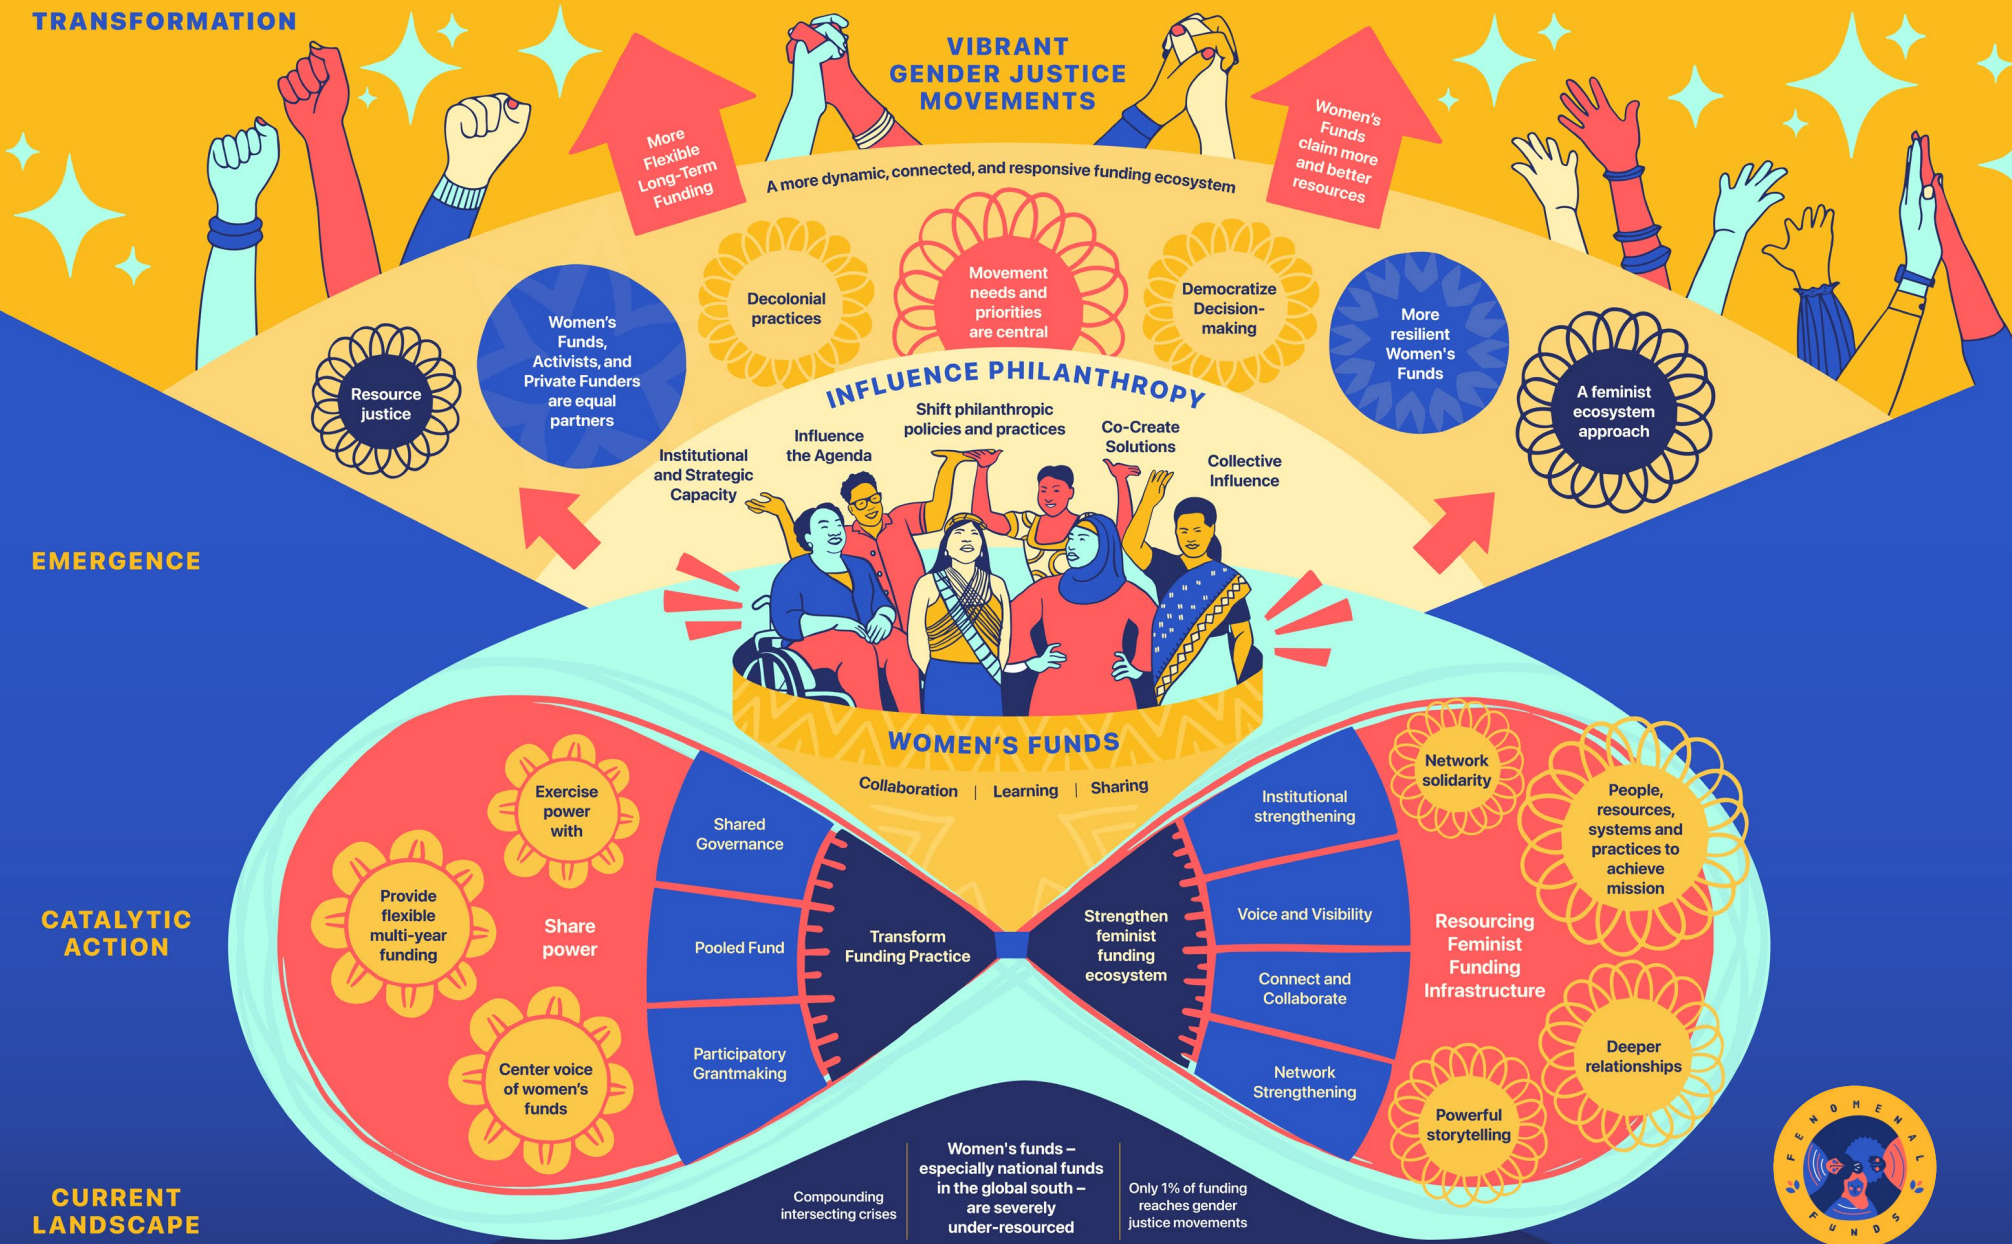 TRANSFORMATION
VIBRANT
GENDER JUSTICE
MOVEMENTS
More
Flexible
Long-Term
Funding
Women's
Funds
claim more
and better
resources
A more dynamic, connected, and responsive funding ecosystem
Resource
justice
Women's
Funds,
Activists, and
Private Funders
are equal
partners
Decolonial
practices
Movement
needs and
priorities
are central
Democratize
Decision-
making
More
resilient
Women's
Funds
A feminist
ecosystem
approach
INFLUENCE PHILANTHROPY
Institutional
and Strategic
Capacity
Influence
the Agenda
Shift philanthropic
policies and practices
Co-Create
Solutions
Collective
Influence
EMERGENCE
WOMEN'S FUNDS
Collaboration | Learning | Sharing
CATALYTIC
ACTION
Exercise
power
with
Provide
flexible
multi-year
funding
Share
power
Center voice
of women's
funds
Shared
Governance
Pooled Fund
Participatory
Grantmaking
Transform
Funding Practice
Strengthen
feminist
funding
ecosystem
Institutional
strengthening
Voice and Visibility
Connect and
Collaborate
Network
Strengthening
Network
solidarity
People,
resources,
systems and
practices to
achieve
mission
Resourcing
Feminist
Funding
Infrastructure
Deeper
relationships
Powerful
storytelling
CURRENT
LANDSCAPE
Compounding
intersecting crises
Women's funds –
especially national funds
in the global south –
are severely
under-resourced
Only 1% of funding
reaches gender
justice movements
FENOMENAL
FUNDS